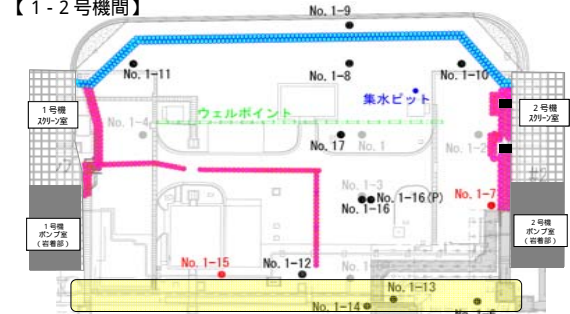 【 1 - 2 号機間】
No. 1-9
No. 1-11
No. 1-8
No. 1-10
集水ピット
1号機
ｽｸﾘｰﾝ室
2号機
ｽｸﾘｰﾝ室
ウェルポイント
No. 1-4
No. 17
No. 1
No. 1-2
No. 1-3
No. 1-16(P)
No. 1-16
No. 1-7
1号機
ポンプ室
(岩着部)
2号機
ポンプ室
(岩着部)
No. 1-15
No. 1-12
No. 1-13
No. 1-14